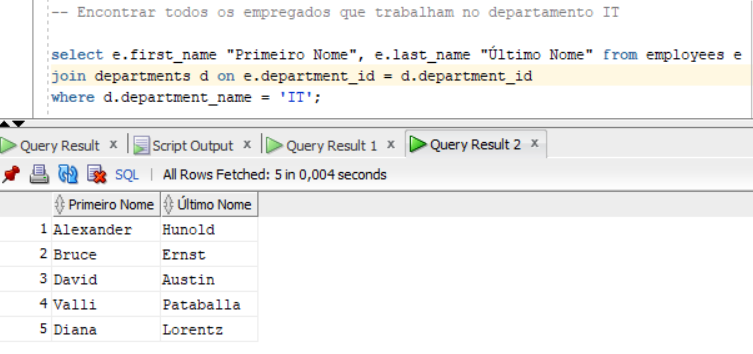 -- Encontrar todos os empregados que trabalham no departamento IT
select e.first_name "Primeiro Nome", e.last_name "Último Nome" from employees e
join departments d on e.department_id = d.department_id
where d.department_name = 'IT';
Query Result x Script Output x Query Result 1 x Query Result 2 x
SQL | All Rows Fetched: 5 in 0,004 seconds
Primeiro Nome Último Nome
1 Alexander Hunold
2 Bruce Ernst
3 David Austin
4 Valli Pataballa
5 Diana Lorentz